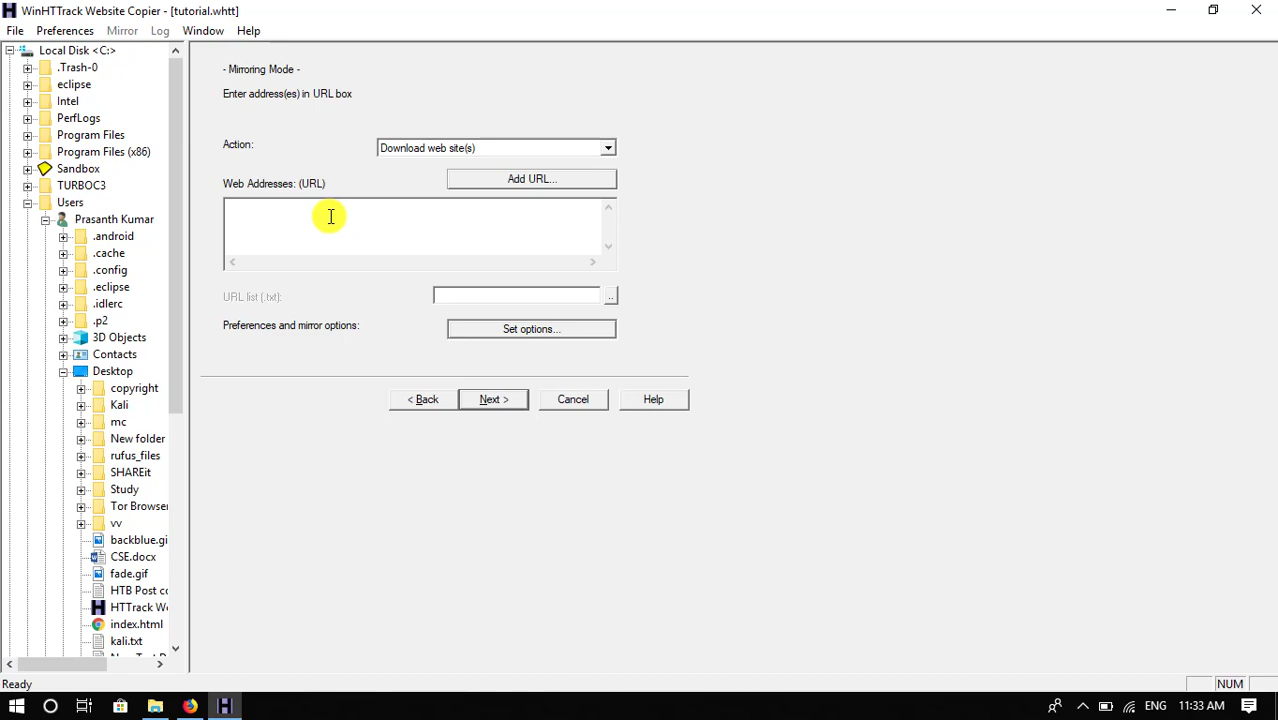 WinHTTrack Website Copier - [tutorial.whtt]
File Preferences Mirror Log Window Help
Local Disk <C:>
.Trash-0
eclipse
Intel
PerfLogs
Program Files
Program Files (x86)
Sandbox
TURBOC3
Users
Prasanth Kumar
.android
.cache
.config
.eclipse
.idlerc
.p2
3D Objects
Contacts
Desktop
copyright
Kali
mc
New folder
rufus_files
SHAREit
Study
Tor Browse
vv
backblue.gi
CSE.docx
fade.gif
HTB Post co
HTTrack We
index.html
kali.txt
- Mirroring Mode -
Enter address(es) in URL box
Action:
Download web site(s)
Web Addresses: (URL)
Add URL...
URL list (.txt):
..
Preferences and mirror options:
Set options...
< Back
Next >
Cancel
Help
Ready
NUM
ENG 11:33 AM